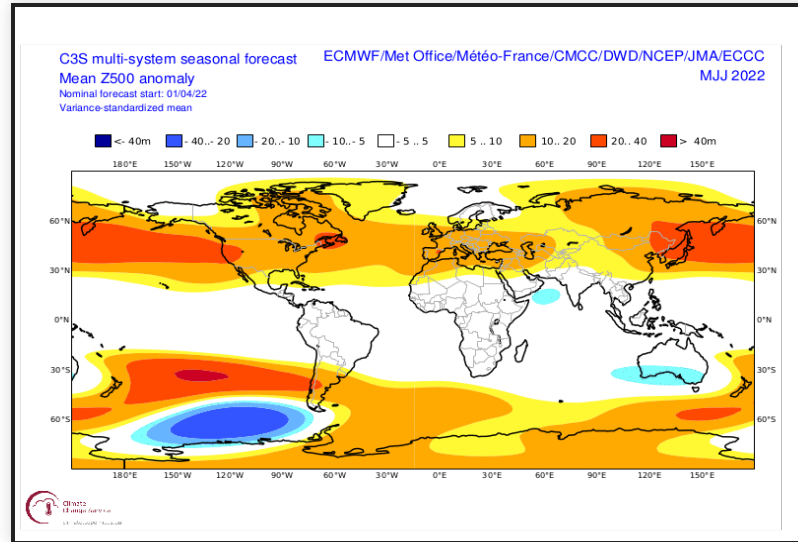 C3S multi-system seasonal forecast
ECMWF/Met Office/Météo-France/CMCC/DWD/NCEP/JMA/ECCC
Mean Z500 anomaly
MJJ 2022
Nominal forecast start: 01/04/22
Variance-standardized mean
<- 40m
- 40..- 20
- 20..- 10
- 10..- 5
- 5 .. 5
5 .. 10
10.. 20
20.. 40
> 40m
180°E 150°W 120°W 90°W 60°W 30°W 0°E 30°E 60°E 90°E 120°E 150°E
60°N 60°N
30°N 30°N
0°N 0°N
30°S 30°S
60°S 60°S
180°E 150°W 120°W 90°W 60°W 30°W 0°E 30°E 60°E 90°E 120°E 150°E
Climate
Change Service